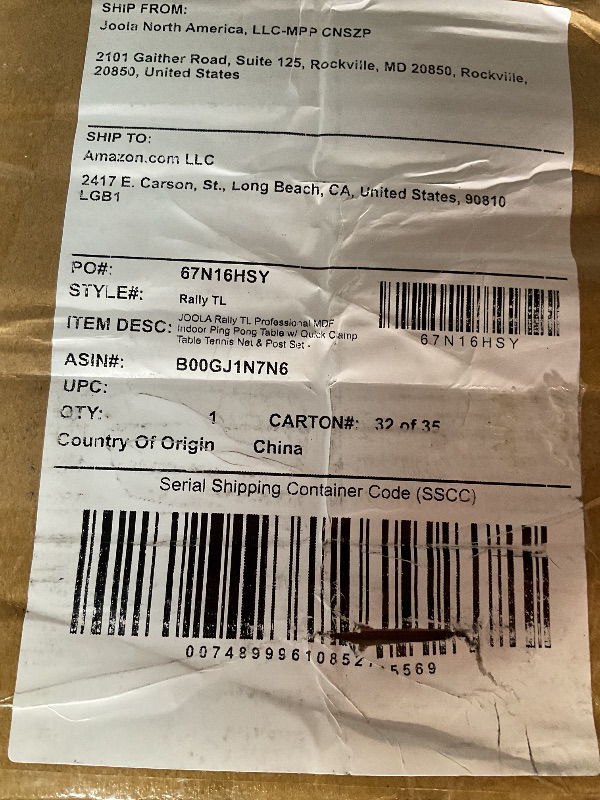 SHIP FROM:
Joola North America, LLC-MPP CNSZP
2101 Gaither Road, Suite 125, Rockville, MD 20850, Rockville,
20850, United States
SHIP TO:
Amazon.com LLC
2417 E. Carson, St., Long Beach, CA, United States, 90810
LGB1
PO#: 67N16HSY
STYLE#: Rally TL
67N16HSY
ITEM DESC: JOOLA Rally TL Professional MDF
Indoor Ping Pong Table w/ Quick Clamp
Table Tennis Net & Post Set -
ASIN#: B00GJ1N7N6
UPC:
QTY: 1 CARTON#: 32 of 35
Country Of Origin China
Serial Shipping Container Code (SSCC)